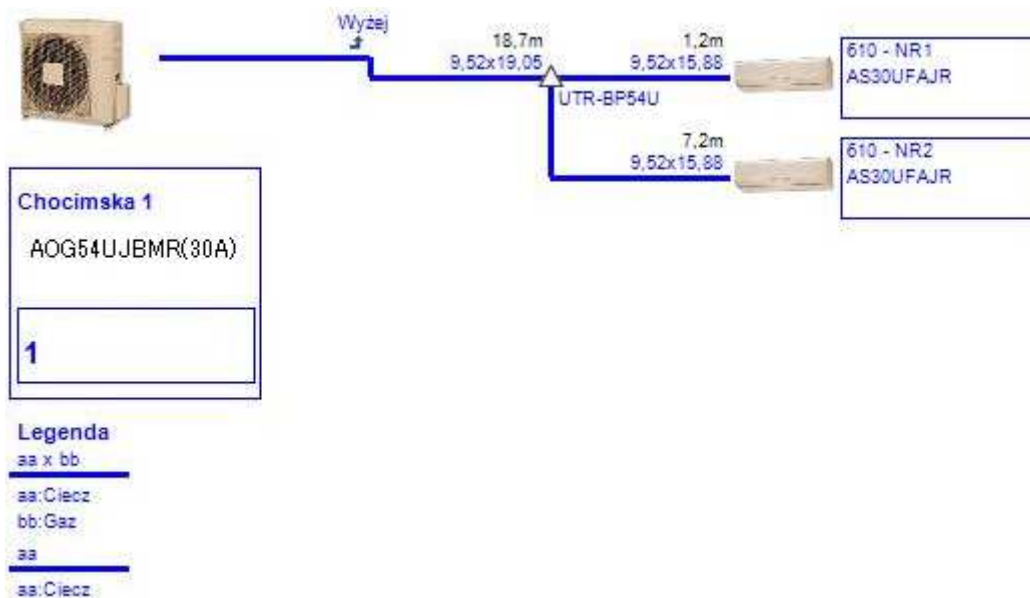 Wyżej
18,7m
9,52x19,05
UTR-BP54U
1,2m
9,52x15,88
610 - NR1
AS30UFAJR
7,2m
9,52x15,88
610 - NR2
AS30UFAJR
Chocimska 1
AOG54UJBMR(30A)
1
Legenda
aa x bb
aa:Ciecz
bb:Gaz
aa
aa:Ciecz